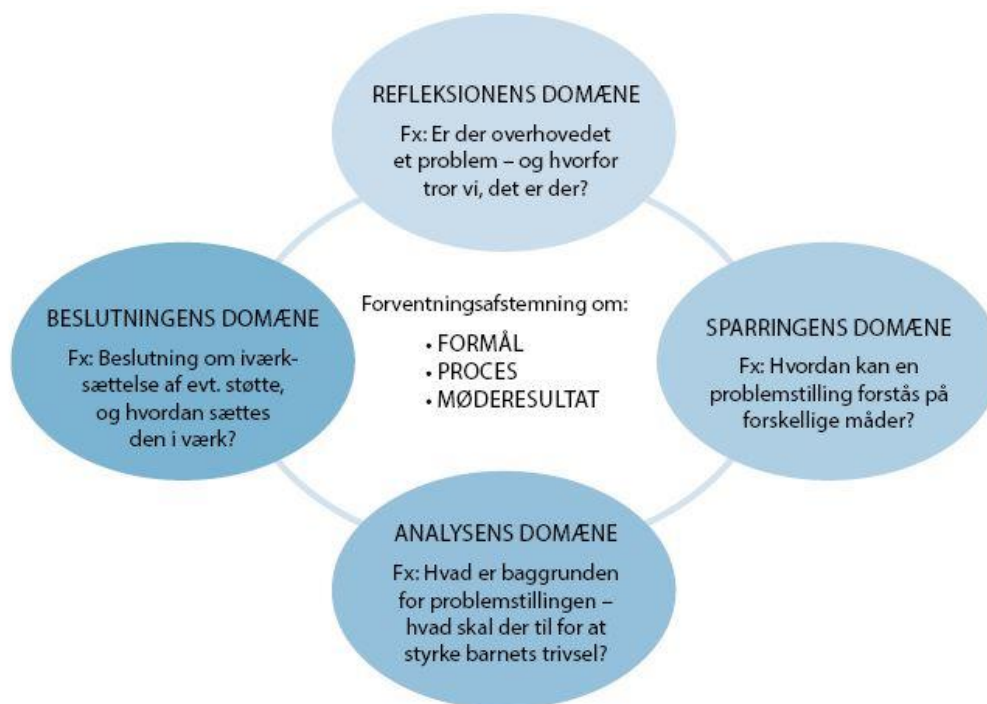 REFLEKSIONENS DOMÆNE
Fx: Er der overhovedet
et problem – og hvorfor
tror vi, det er der?
BESLUTNINGENS DOMÆNE
Fx: Beslutning om iværk-
sættelse af evt. støtte,
og hvordan sættes
den i værk?
Forventningsafstemning om:
• FORMÅL
• PROCES
• MØDERESULTAT
SPARRINGENS DOMÆNE
Fx: Hvordan kan en
problemstilling forstås på
forskellige måder?
ANALYSENS DOMÆNE
Fx: Hvad er baggrunden
for problemstillingen –
hvad skal der til for at
styrke barnets trivsel?